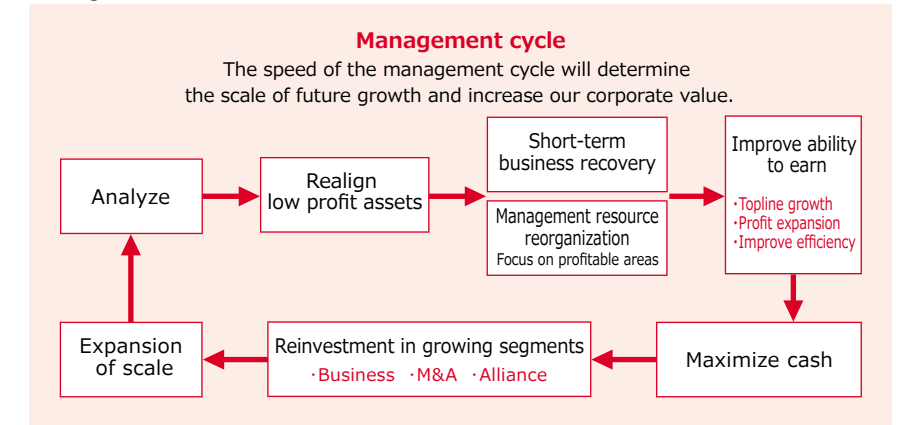 Management cycle
The speed of the management cycle will determine
the scale of future growth and increase our corporate value.
Analyze
Realign
low profit assets
Short-term
business recovery
Management resource
reorganization
Focus on profitable areas
Improve ability
to earn
・Topline growth
・Profit expansion
・Improve efficiency
Maximize cash
Reinvestment in growing segments
・Business ・M&A ・Alliance
Expansion
of scale